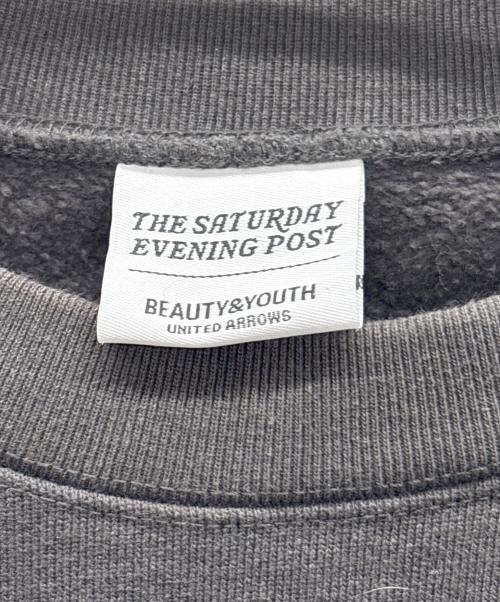 THE SATURDAY
EVENING POST
BEAUTY&YOUTH
UNITED ARROWS